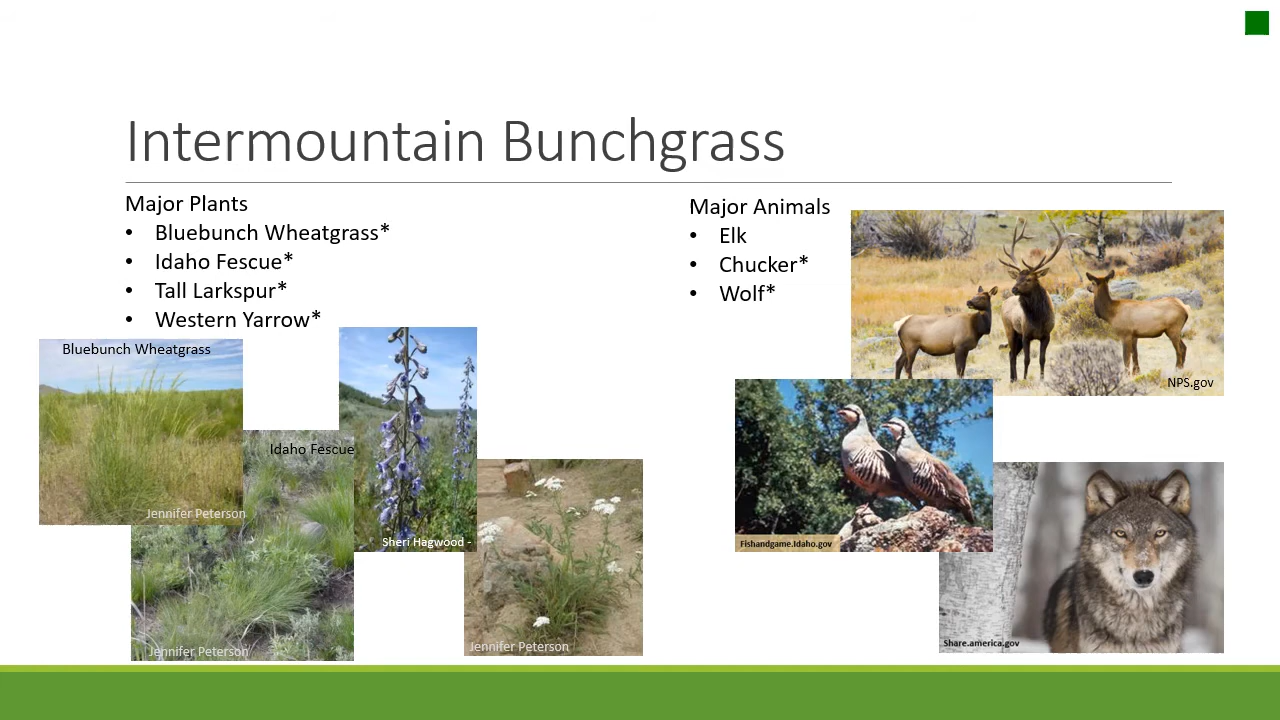 Intermountain Bunchgrass
Major Plants
• Bluebunch Wheatgrass*
• Idaho Fescue*
• Tall Larkspur*
• Western Yarrow*
Major Animals
• Elk
• Chucker*
• Wolf*
Bluebunch Wheatgrass
Jennifer Peterson
Idaho Fescue
Jennifer Peterson
Sheri Hagwood -
Jennifer Peterson
NPS.gov
Fishandgame.Idaho.gov
Share.america.gov